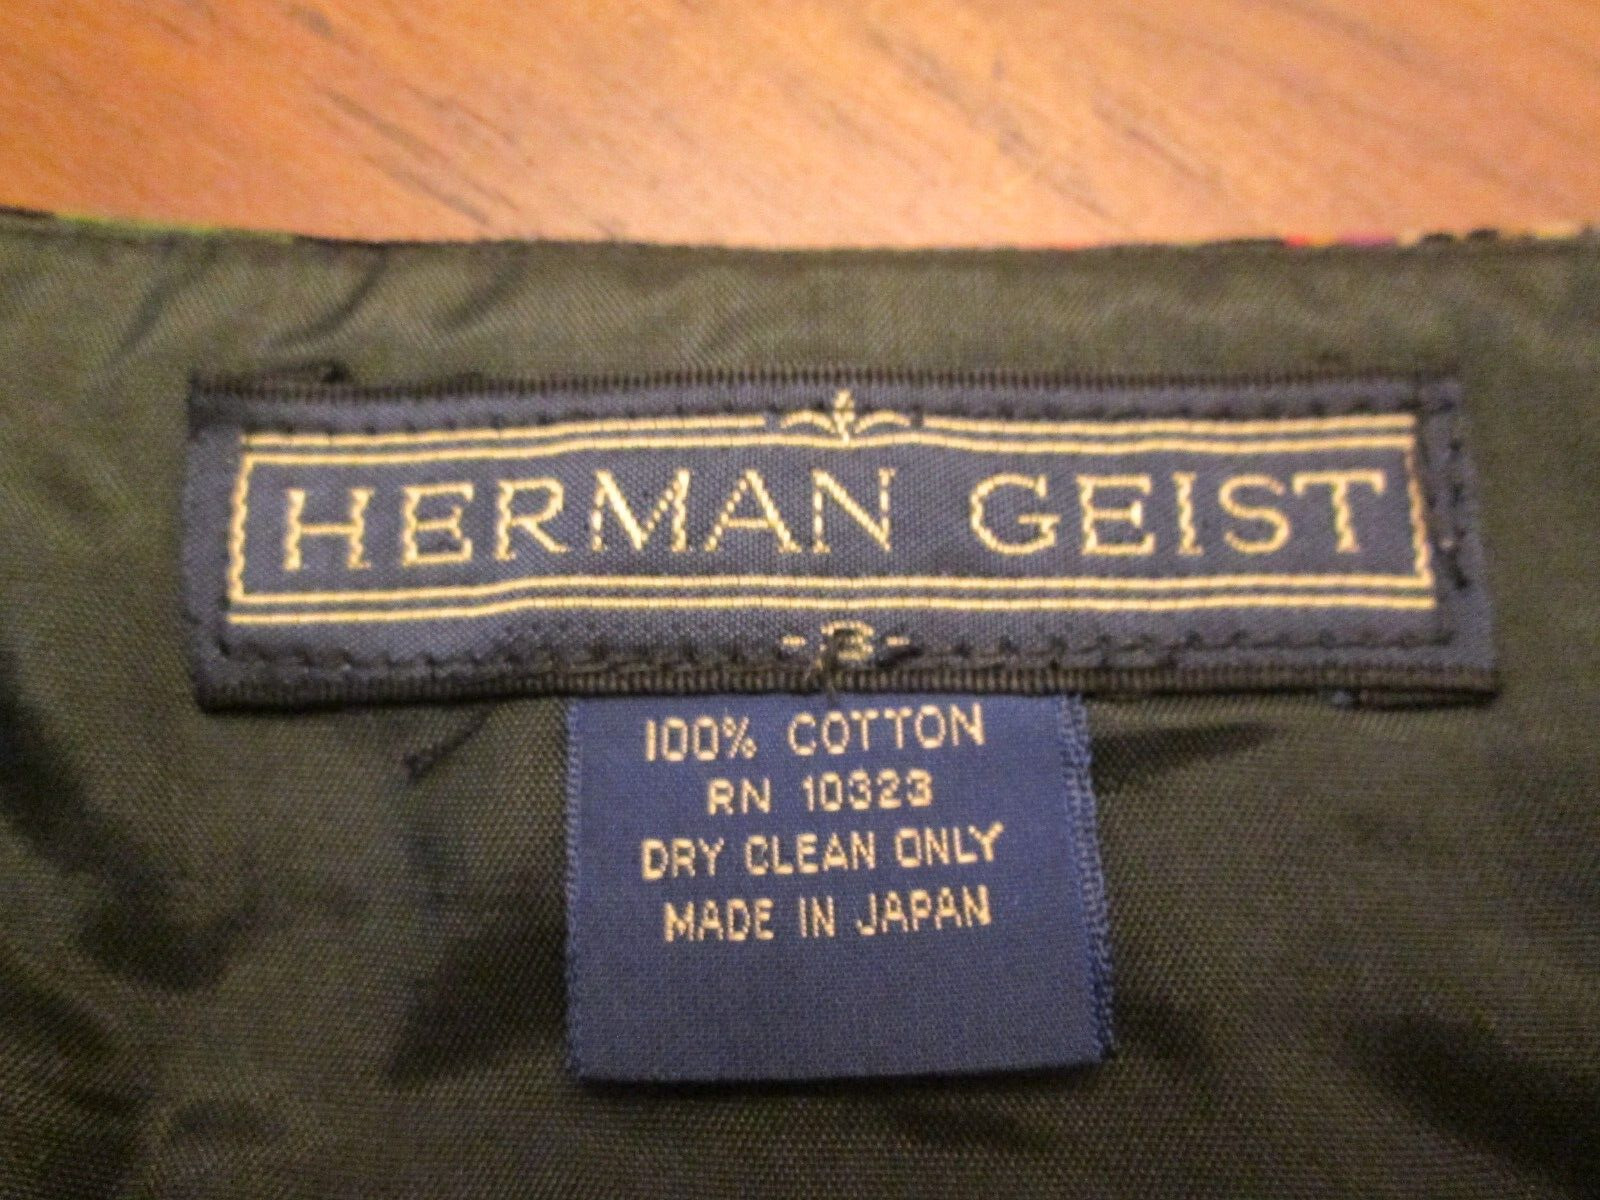 HERMAN GEIST
100% COTTON
RN 10323
DRY CLEAN ONLY
MADE IN JAPAN